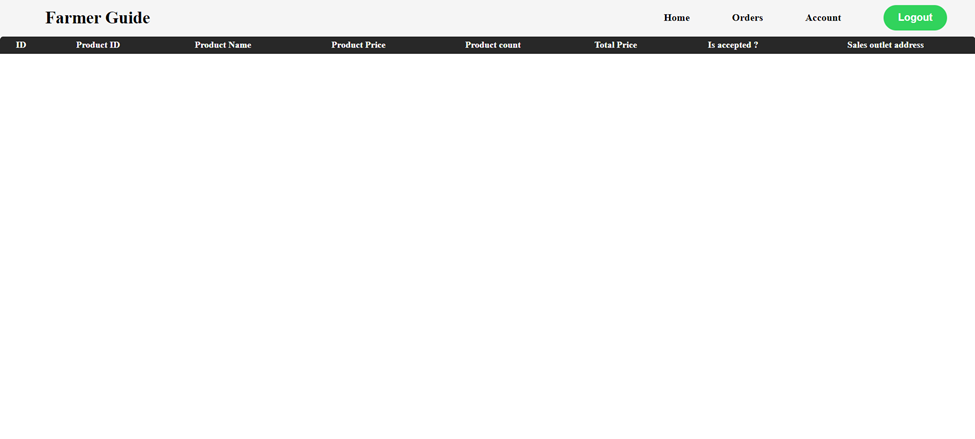 Farmer Guide Home Orders Account Logout
ID Product ID Product Name Product Price Product count Total Price Is accepted ? Sales outlet address